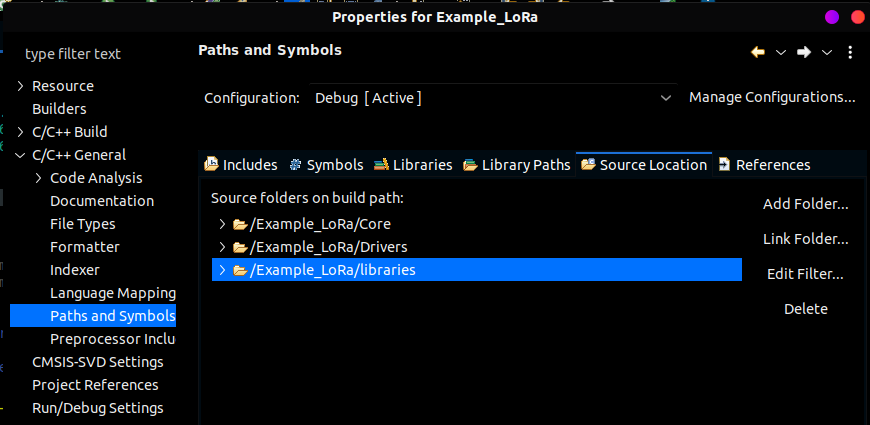 Properties for Example_LoRa
type filter text
Resource
Builders
C/C++ Build
C/C++ General
Code Analysis
Documentation
File Types
Formatter
Indexer
Language Mapping
Paths and Symbols
Preprocessor Inclu
CMSIS-SVD Settings
Project References
Run/Debug Settings
Paths and Symbols
Configuration: Debug [Active] Manage Configurations...
Includes Symbols Libraries Library Paths Source Location References
Source folders on build path:
/Example_LoRa/Core
/Example_LoRa/Drivers
/Example_LoRa/libraries
Add Folder...
Link Folder...
Edit Filter...
Delete